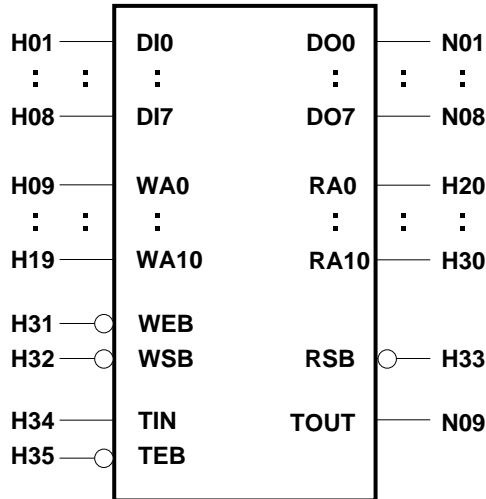 H01 DI0 DO0 N01
: : : : : :
H08 DI7 DO7 N08
H09 WA0 RA0 H20
: : : : : :
H19 WA10 RA10 H30
H31 WEB
H32 WSB RSB H33
H34 TIN TOUT N09
H35 TEB